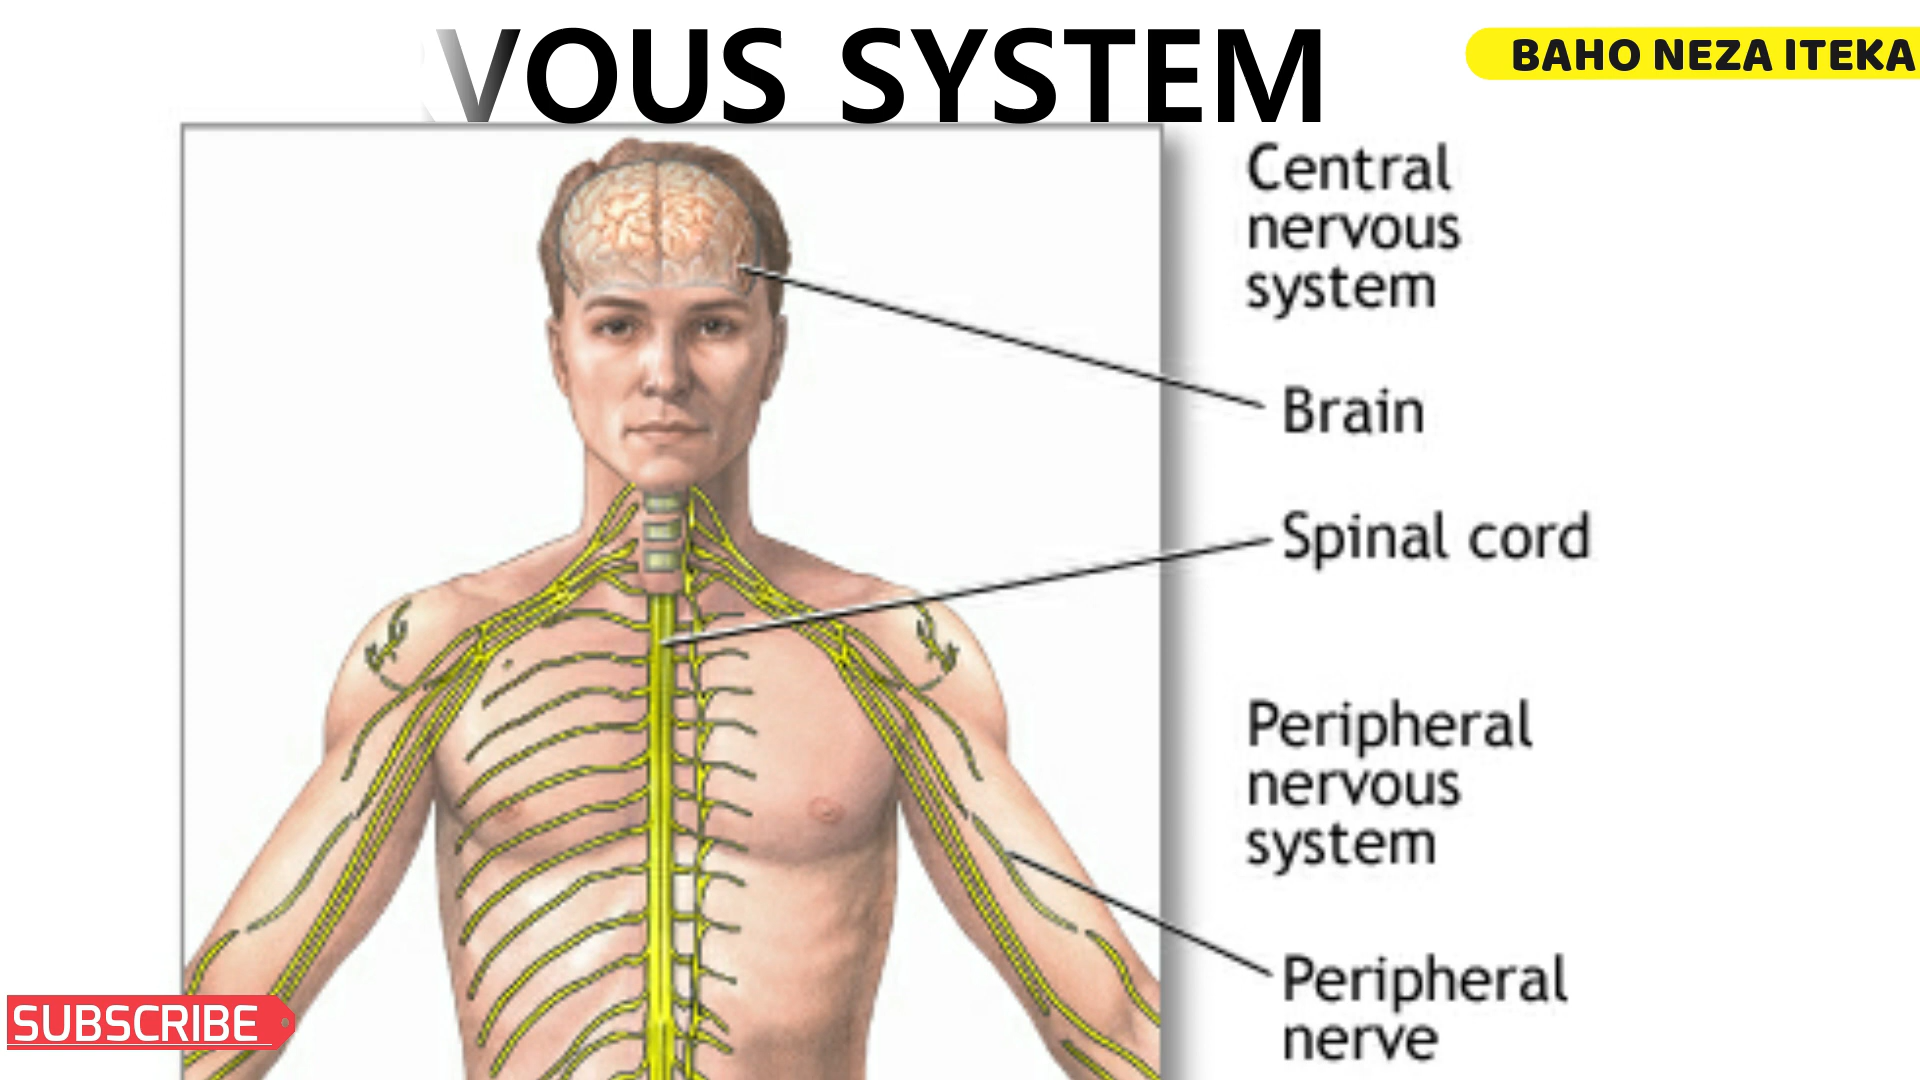 VOUS SYSTEM
BAHO NEZA ITEKA
Central
nervous
system
Brain
Spinal cord
Peripheral
nervous
system
Peripheral
nerve
SUBSCRIBE